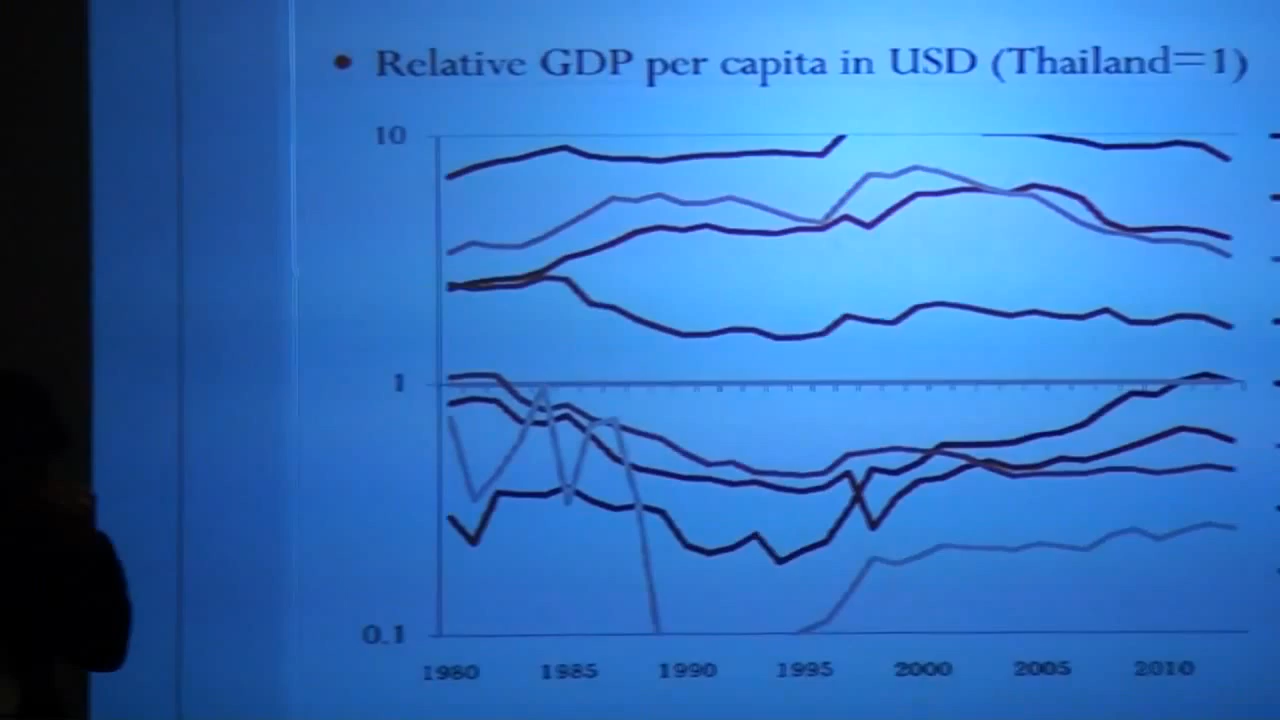 • Relative GDP per capita in USD (Thailand=1)
10
1
0.1
1980 1985 1990 1995 2000 2005 2010